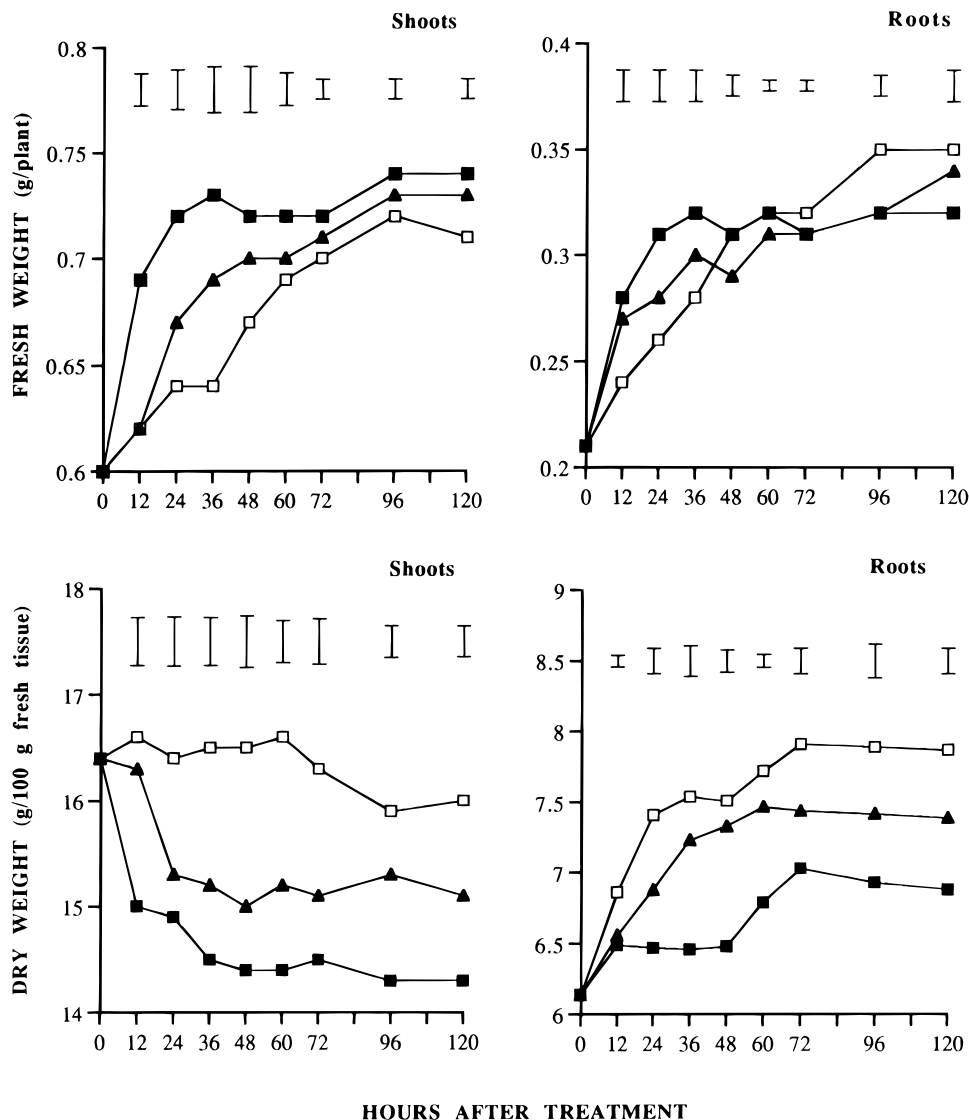 Shoots
Roots
FRESH WEIGHT (g/plant)
0.8
0.75
0.7
0.65
0.6
0 12 24 36 48 60 72 96 120
0.4
0.35
0.3
0.25
0.2
0 12 24 36 48 60 72 96 120
Shoots
Roots
DRY WEIGHT (g/100 g fresh tissue)
18
17
16
15
14
0 12 24 36 48 60 72 96 120
9
8.5
8
7.5
7
6.5
6
0 12 24 36 48 60 72 96 120
HOURS AFTER TREATMENT